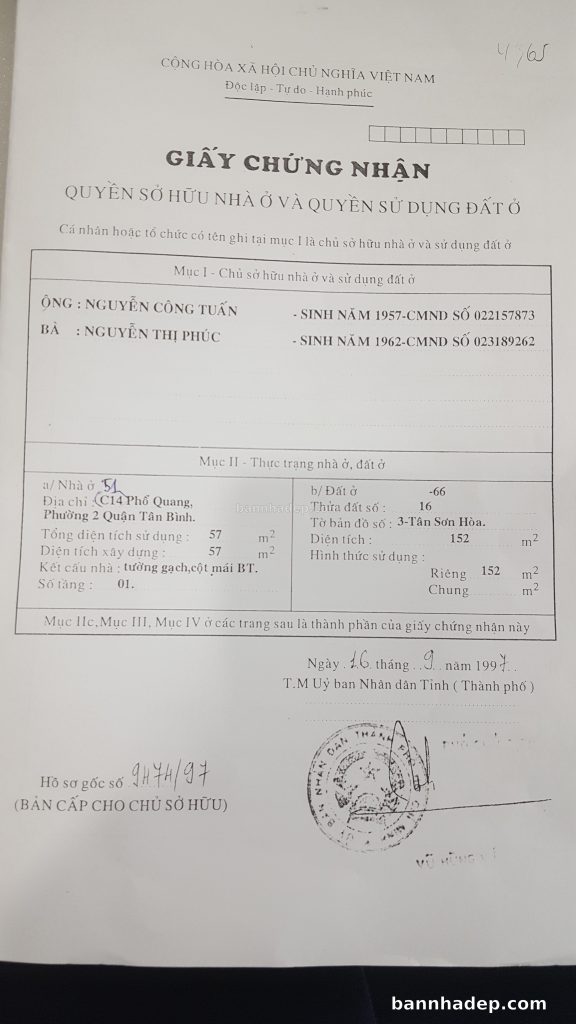 CỘNG HÒA XÃ HỘI CHỦ NGHĨA VIỆT NAM
Độc lập - Tự do - Hạnh phúc
GIẤY CHỨNG NHẬN
QUYỀN SỞ HỮU NHÀ Ở VÀ QUYỀN SỬ DỤNG ĐẤT Ở
Cá nhân hoặc tổ chức có tên ghi tại mục I là chủ sở hữu nhà ở và sử dụng đất ở
Mục I - Chủ sở hữu nhà ở và sử dụng đất ở
ỘNG : NGUYỄN CÔNG TUẤN - SINH NĂM 1957-CMND SỐ 022157873
BÀ : NGUYỄN THỊ PHÚC - SINH NĂM 1962-CMND SỐ 023189262
Mục II - Thực trạng nhà ở, đất ở
a/ Nhà ở 51
Địa chỉ : C14 Phổ Quang,
Phường 2 Quận Tân Bình.
Tổng diện tích sử dụng : 57 m2
Diện tích xây dựng : 57 m2
Kết cấu nhà : tường gạch,cột mái BT.
Số tầng : 01.
b/ Đất ở -66
Thửa đất số : 16
Tờ bản đồ số : 3-Tân Sơn Hòa.
Diện tích : 152 m2
Hình thức sử dụng :
Riêng 152 m2
Chung m2
bannhadep
Mục IIc,Mục III, Mục IV ở các trang sau là thành phần của giấy chứng nhận này
Ngày 16 tháng 9 năm 1997
T.M Uỷ ban Nhân dân Tỉnh ( Thành phố )
Hồ sơ gốc số 9474/97
(BẢN CẤP CHO CHỦ SỞ HỮU)
bannhadep.com